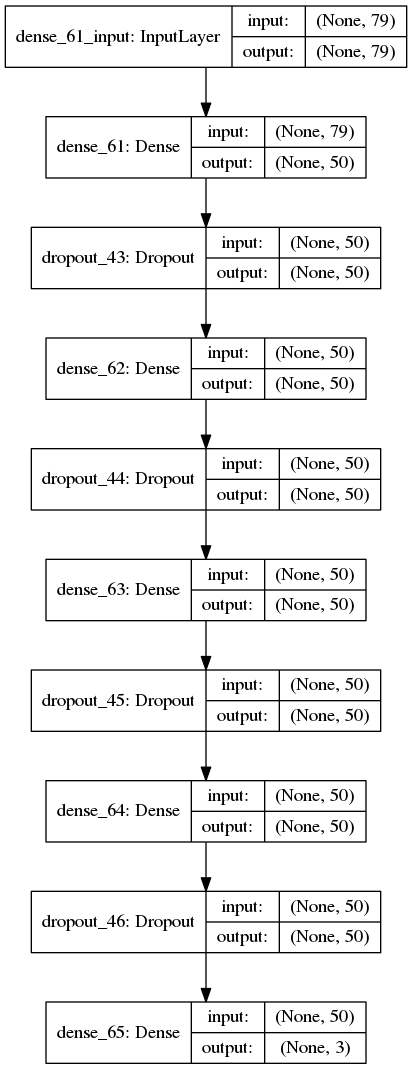 dense_61_input: InputLayer
input: (None, 79)
output: (None, 79)
dense_61: Dense
input: (None, 79)
output: (None, 50)
dropout_43: Dropout
input: (None, 50)
output: (None, 50)
dense_62: Dense
input: (None, 50)
output: (None, 50)
dropout_44: Dropout
input: (None, 50)
output: (None, 50)
dense_63: Dense
input: (None, 50)
output: (None, 50)
dropout_45: Dropout
input: (None, 50)
output: (None, 50)
dense_64: Dense
input: (None, 50)
output: (None, 50)
dropout_46: Dropout
input: (None, 50)
output: (None, 50)
dense_65: Dense
input: (None, 50)
output: (None, 3)